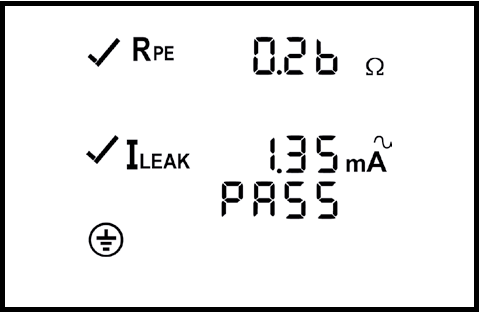 ✓ RPE 0.26 Ω
✓ ILEAK 1.35 mA
PASS